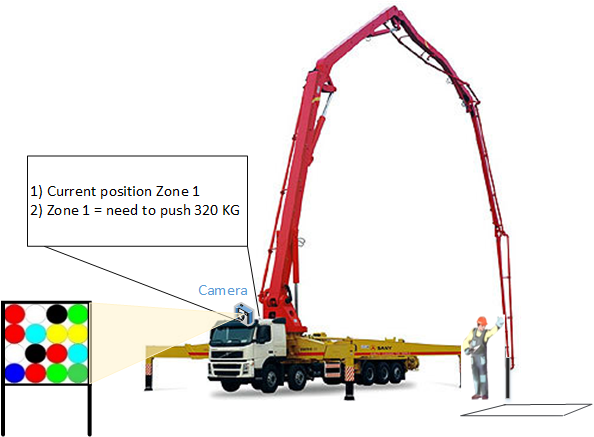 1) Current position Zone 1
2) Zone 1 = need to push 320 KG
Camera
SANY